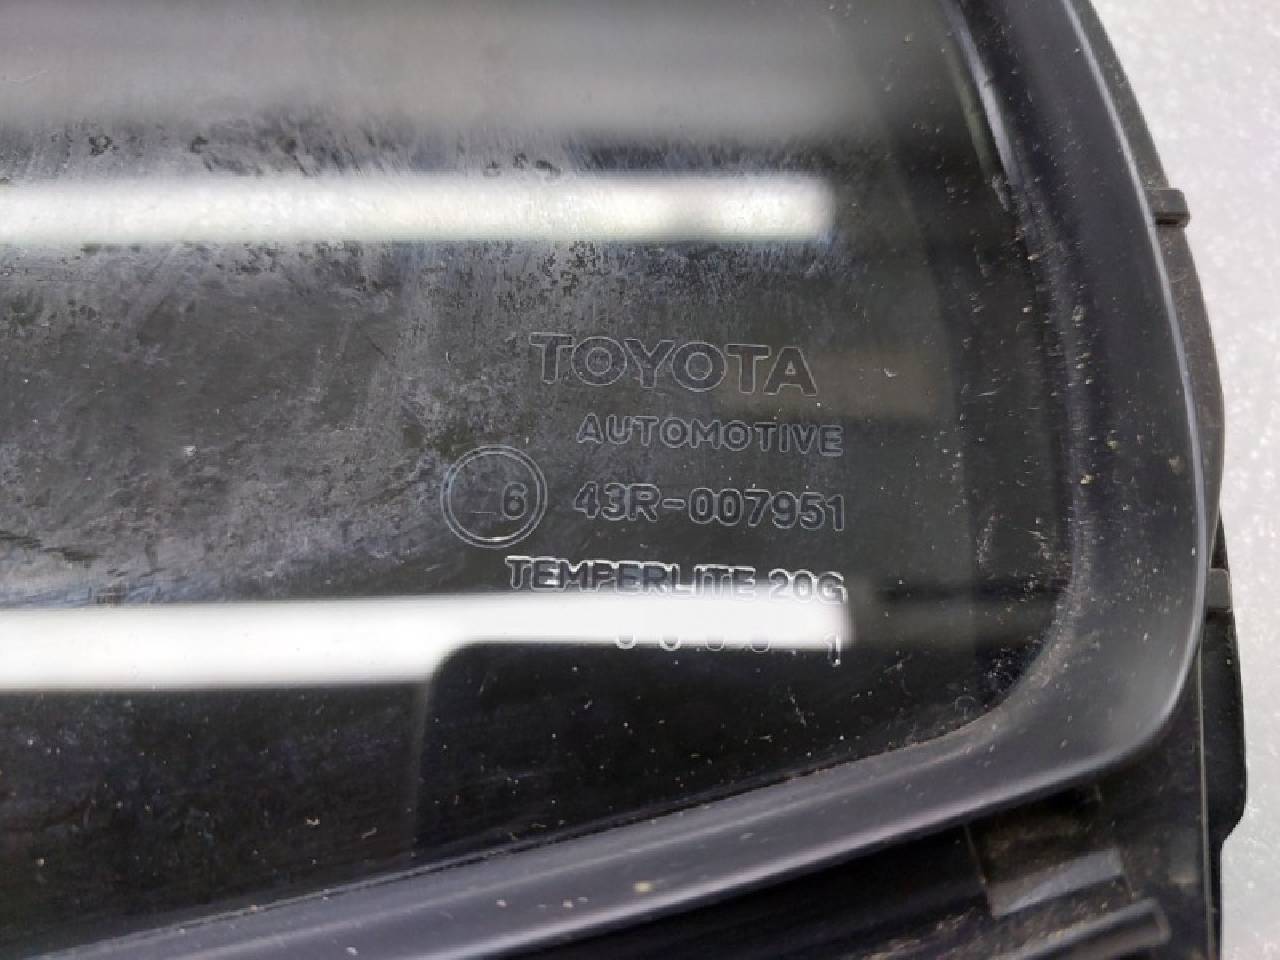 TOYOTA
AUTOMOTIVE
6 43R-007951
TEMPERLITE 20G